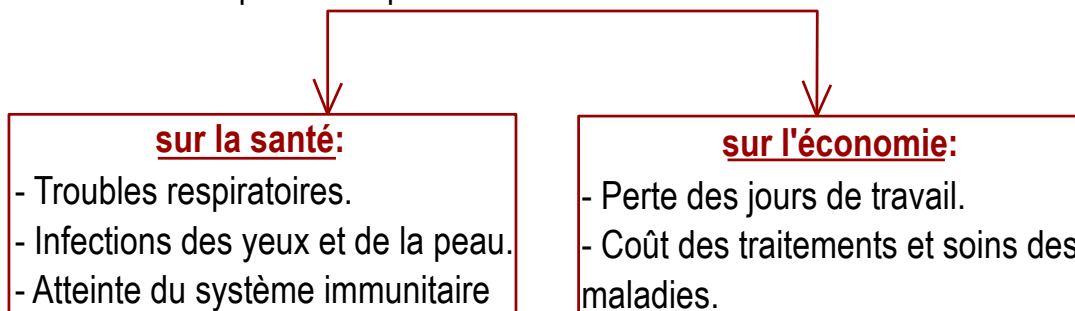 sur la santé:
- Troubles respiratoires.
- Infections des yeux et de la peau.
- Atteinte du système immunitaire
sur l'économie:
- Perte des jours de travail.
- Coût des traitements et soins des
maladies.